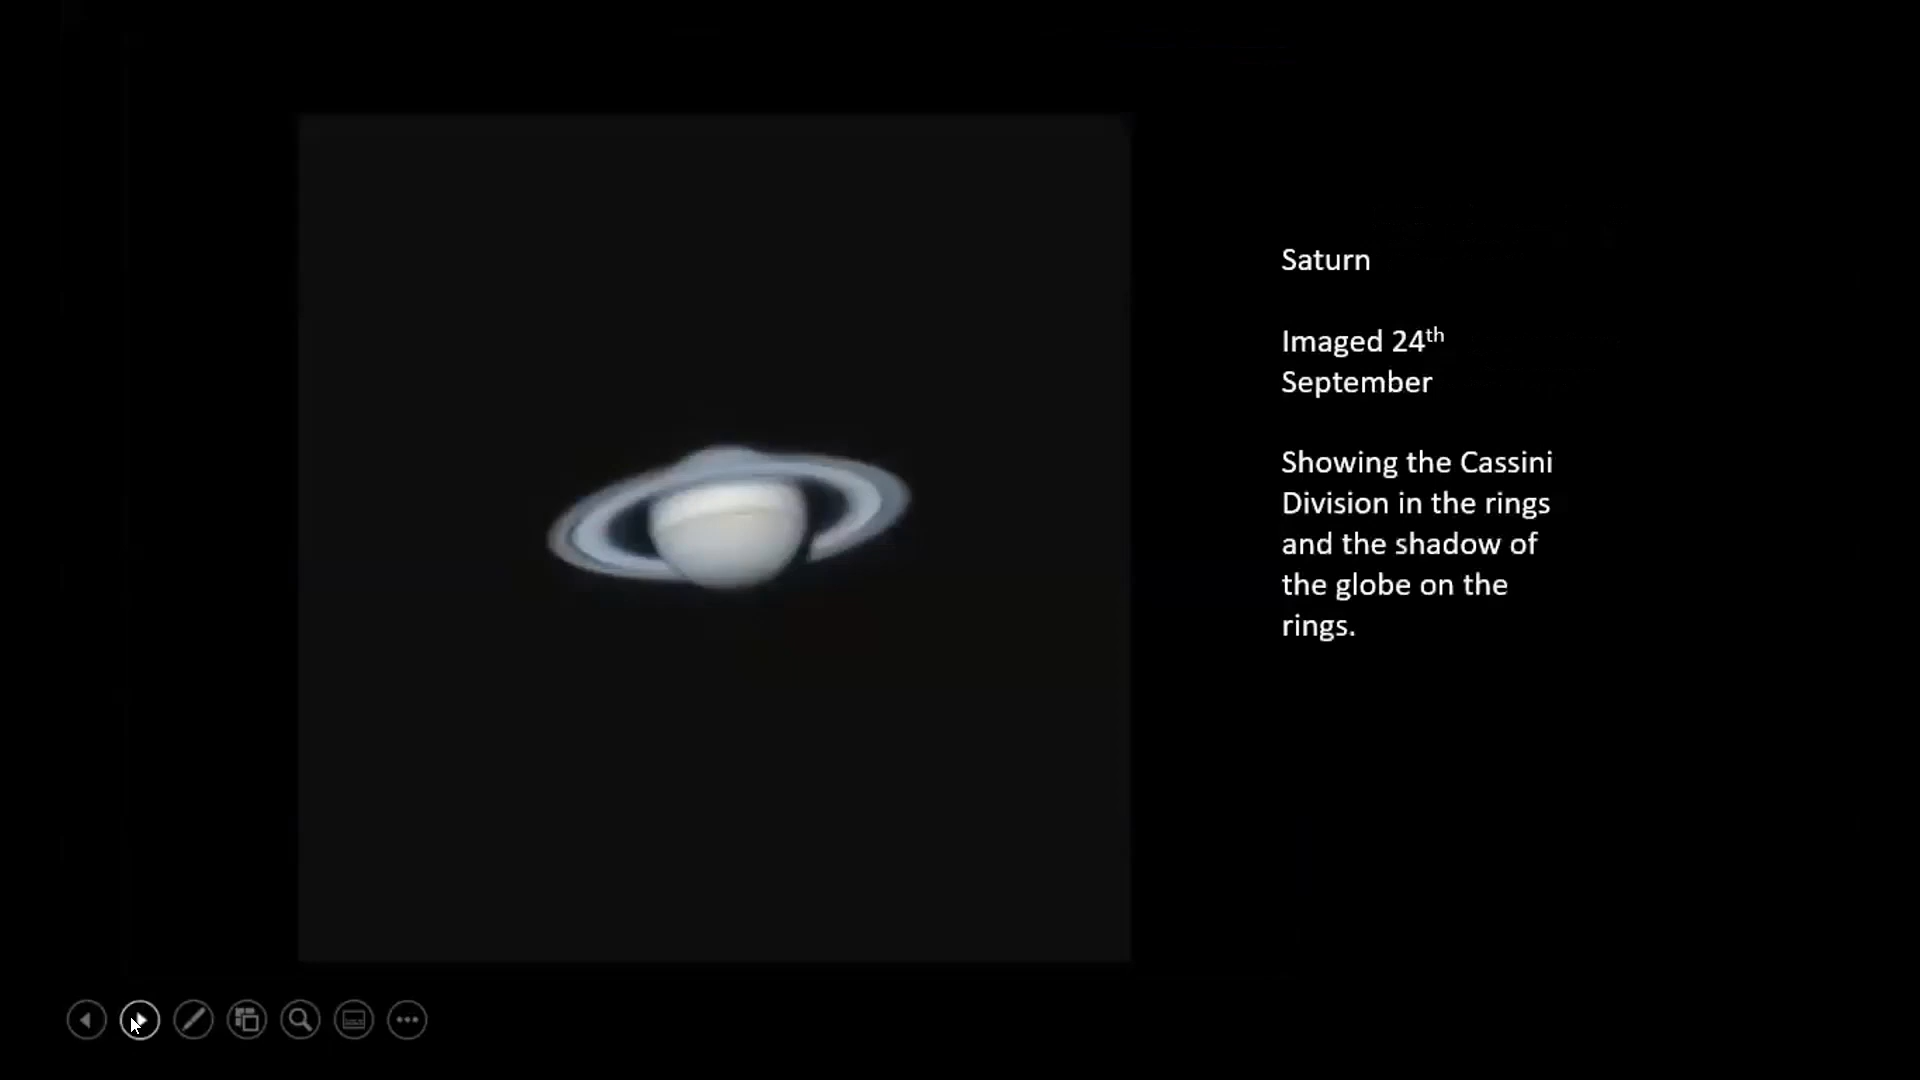 Saturn
Imaged 24th
September
Showing the Cassini
Division in the rings
and the shadow of
the globe on the
rings.